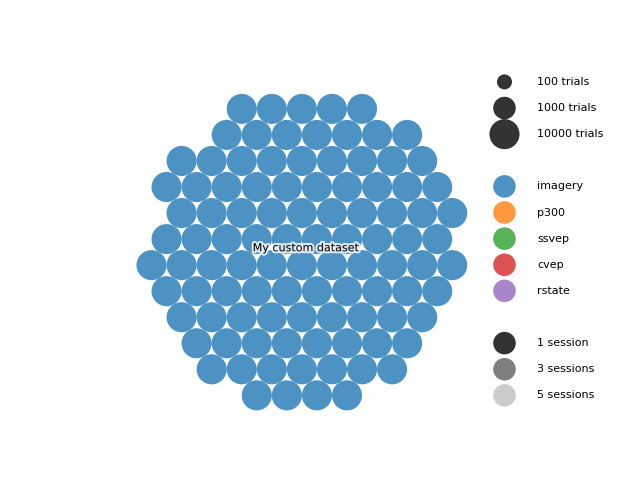 My custom dataset
100 trials
1000 trials
10000 trials
imagery
p300
ssvep
cvep
rstate
1 session
3 sessions
5 sessions